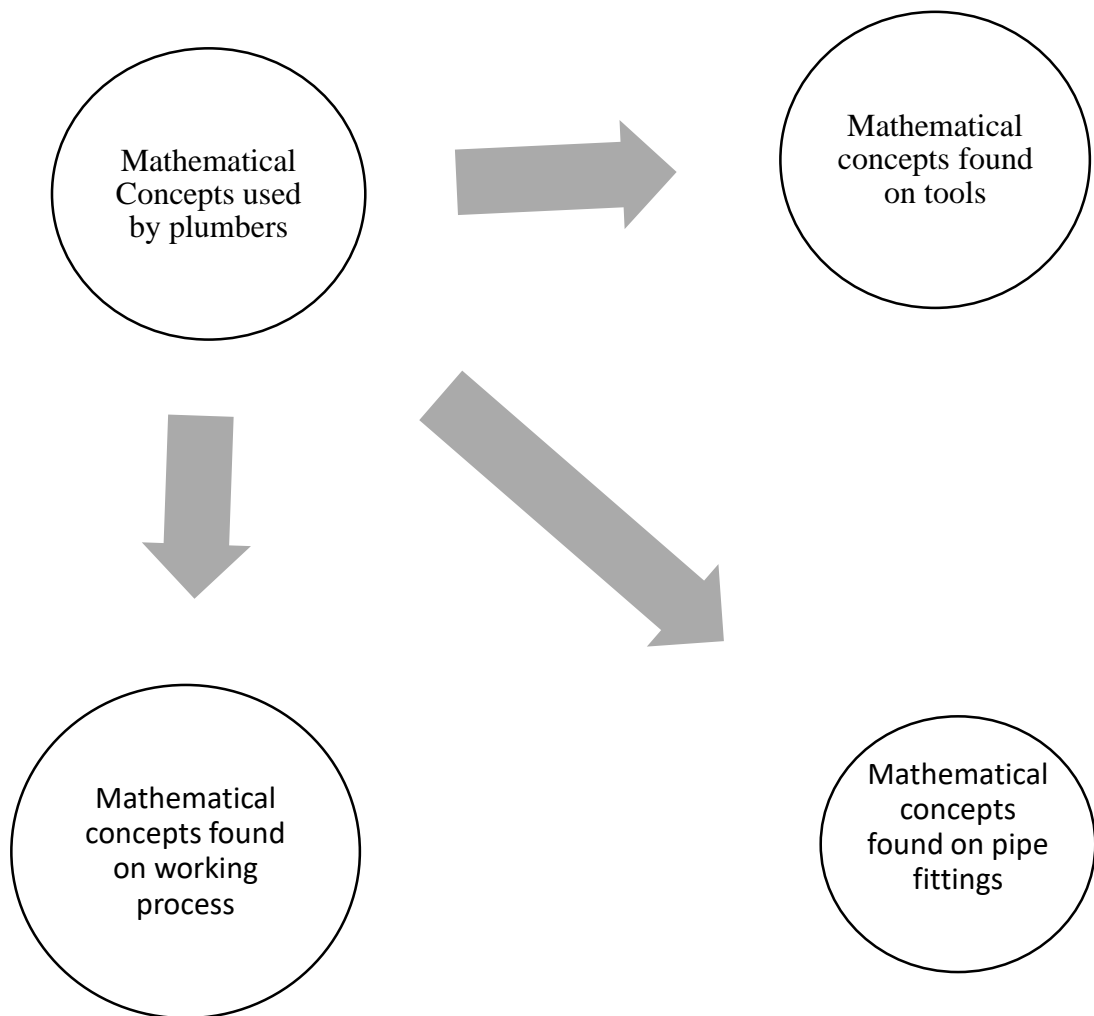 Mathematical
Concepts used
by plumbers
Mathematical
concepts found
on tools
Mathematical
concepts found
on working
process
Mathematical
concepts
found on pipe
fittings